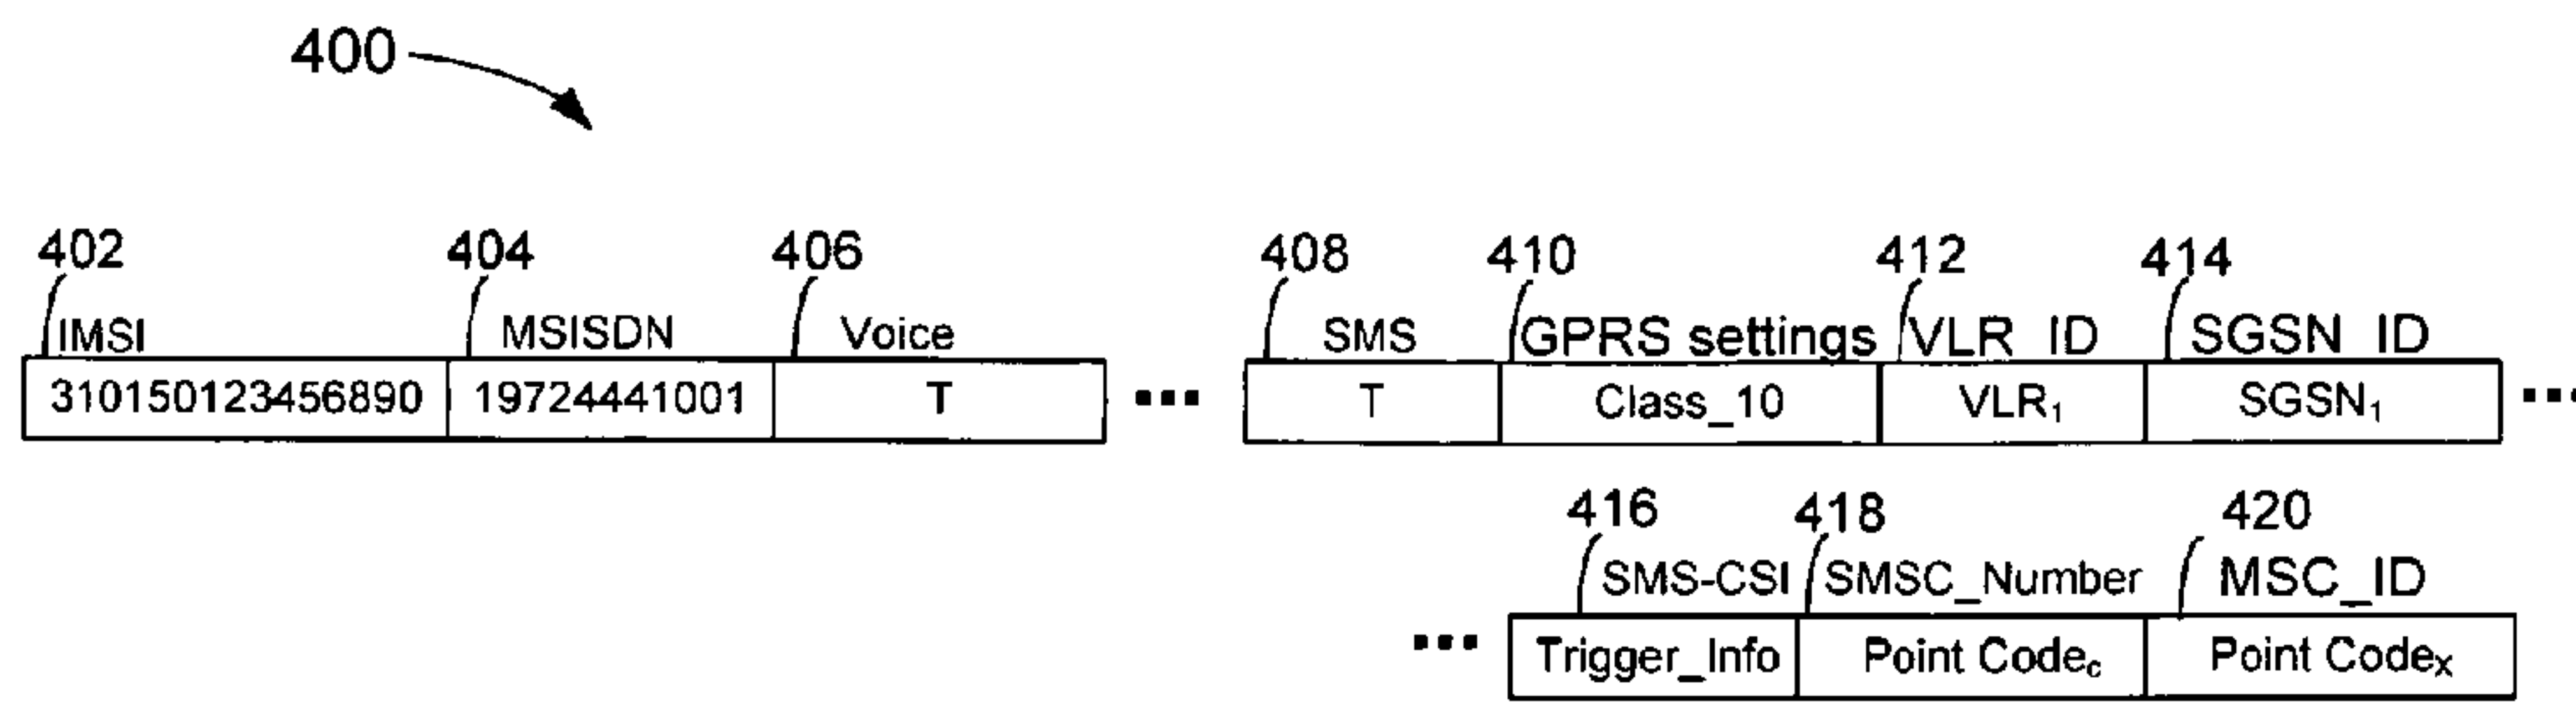 400
402 404 406 408 410 412 414
IMSI MSISDN Voice SMS GPRS settings VLR_ID SGSN_ID
310150123456890 19724441001 T ... T Class_10 VLR₁ SGSN₁ ...
416 418 420
SMS-CSI SMSC_Number MSC_ID
... Trigger_Info Point Code꜀ Point Codeₓ